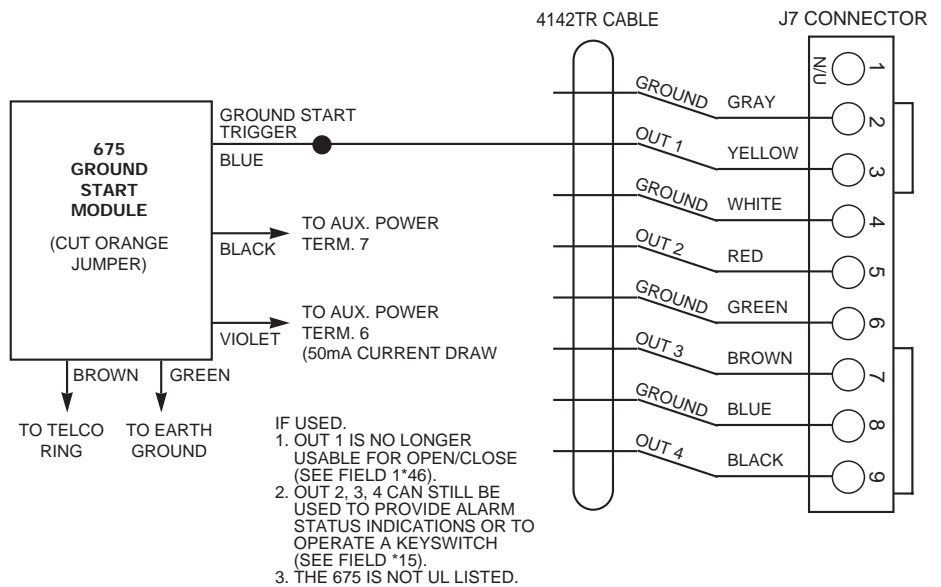 4142TR CABLE
J7 CONNECTOR
675
GROUND
START
MODULE
(CUT ORANGE
JUMPER)
GROUND START
TRIGGER
BLUE
BLACK
TO AUX. POWER
TERM. 7
VIOLET
TO AUX. POWER
TERM. 6
(50mA CURRENT DRAW
BROWN
GREEN
TO TELCO
RING
TO EARTH
GROUND
IF USED.
1. OUT 1 IS NO LONGER
USABLE FOR OPEN/CLOSE
(SEE FIELD 1*46).
2. OUT 2, 3, 4 CAN STILL BE
USED TO PROVIDE ALARM
STATUS INDICATIONS OR TO
OPERATE A KEYSWITCH
(SEE FIELD *15).
3. THE 675 IS NOT UL LISTED.
N/U 1
GROUND GRAY 2
OUT 1 YELLOW 3
GROUND WHITE 4
OUT 2 RED 5
GROUND GREEN 6
OUT 3 BROWN 7
GROUND BLUE 8
OUT 4 BLACK 9